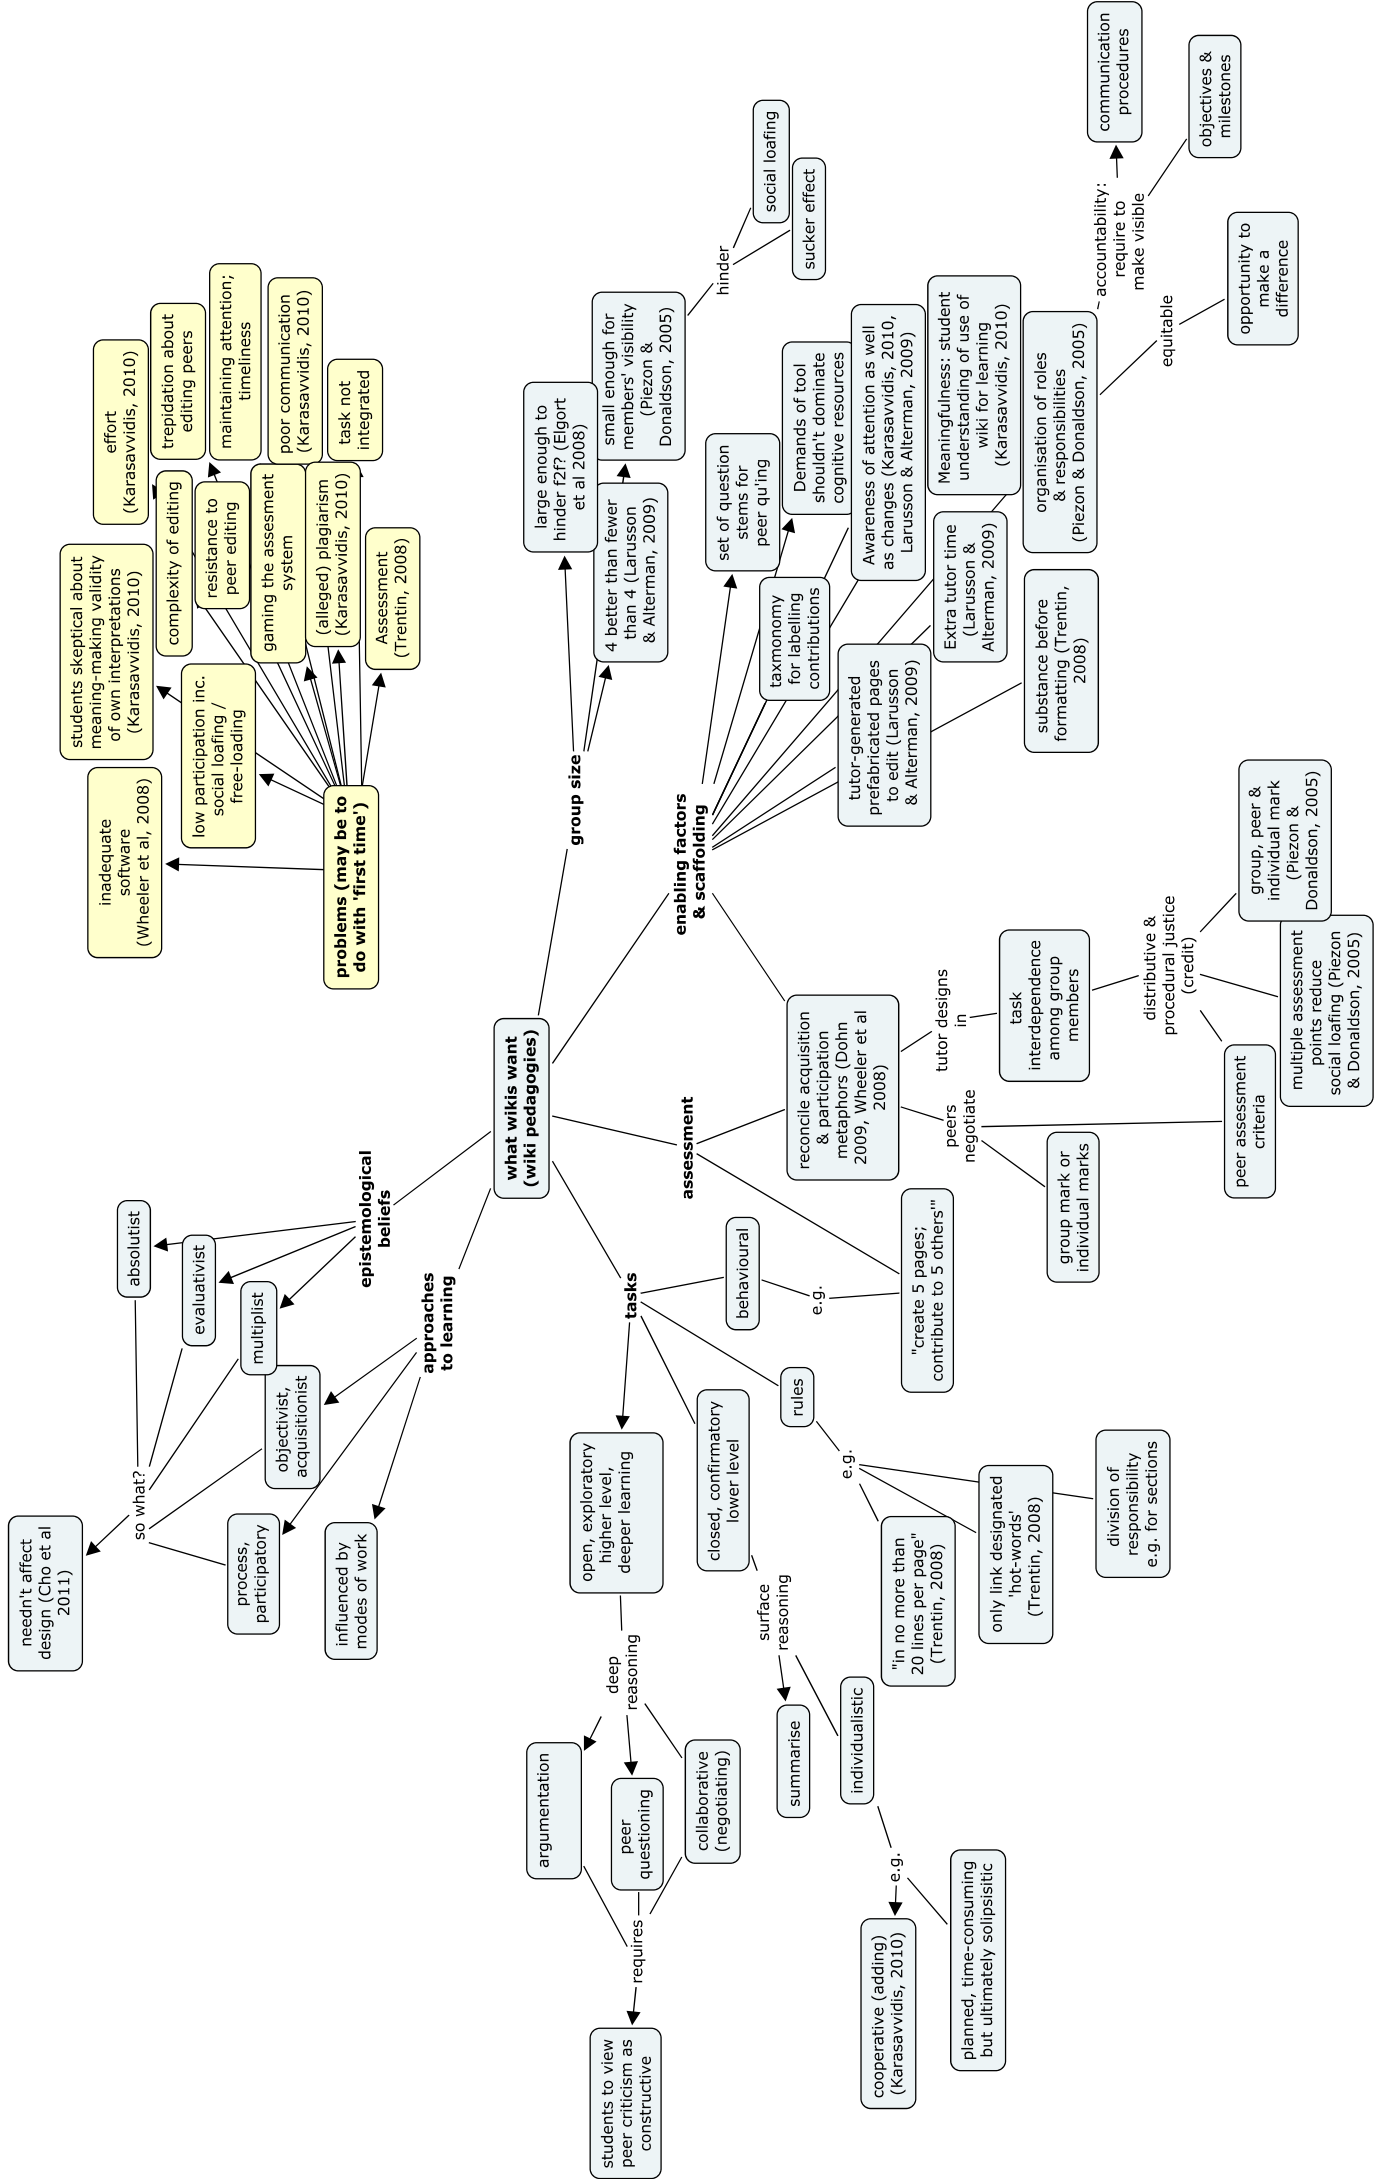 needn't affect
design (Cho et al
2011)
so what?
absolutist
evaluativist
multiplist
objectivist,
acquisitionist
process,
participatory
influenced by
modes of work
epistemological
beliefs
approaches
to learning
what wikis want
(wiki pedagogies)
problems (may be to
do with 'first time')
inadequate
software
(Wheeler et al, 2008)
students skeptical about
meaning-making validity
of own interpretations
(Karasavvidis, 2010)
low participation inc.
social loafing /
free-loading
effort
(Karasavvidis, 2010)
complexity of editing
trepidation about
editing peers
resistance to
peer editing
maintaining attention;
timeliness
gaming the assessment
system
poor communication
(Karasavvidis, 2010)
(alleged) plagiarism
(Karasavvidis, 2010)
task not
integrated
Assessment
(Trentin, 2008)
group size
large enough to
hinder f2f? (Elgort
et al 2008)
4 better than fewer
than 4 (Larusson
& Alterman, 2009)
small enough for
members' visibility
(Piezon &
Donaldson, 2005)
hinder
social loafing
sucker effect
enabling factors
& scaffolding
set of question
stems for
peer qu'ing
taxmonomy
for labelling
contributions
Demands of tool
shouldn't dominate
cognitive resources
Awareness of attention as well
as changes (Karasavvidis, 2010,
Larusson & Alterman, 2009)
tutor-generated
prefabricated pages
to edit (Larusson
& Alterman, 2009)
Meaningfulness: student
understanding of use of
wiki for learning
(Karasavvidis, 2010)
Extra tutor time
(Larusson &
Alterman, 2009)
organisation of roles
& responsibilities
(Piezon & Donaldson, 2005)
substance before
formatting (Trentin,
2008)
accountability:
require to
make visible
communication
procedures
objectives &
milestones
equitable
opportunity to
make a
difference
assessment
reconcile acquisition
& participation
metaphors (Dohn
2009, Wheeler et al
2008)
tutor designs
in
task
interdependence
among group
members
distributive &
procedural justice
(credit)
group, peer &
individual mark
(Piezon &
Donaldson, 2005)
multiple assessment
points reduce
social loafing (Piezon
& Donaldson, 2005)
peer assessment
criteria
peers
negotiate
group mark or
individual marks
tasks
behavioural
e.g.
"create 5 pages;
contribute to 5 others'"
rules
e.g.
"in no more than
20 lines per page"
(Trentin, 2008)
only link designated
'hot-words'
(Trentin, 2008)
division of
responsibility
e.g. for sections
closed, confirmatory
lower level
surface
reasoning
summarise
individualistic
e.g.
cooperative (adding)
(Karasavvidis, 2010)
planned, time-consuming
but ultimately solipsisitic
open, exploratory
higher level,
deeper learning
deep
reasoning
argumentation
peer
questioning
collaborative
(negotiating)
requires
students to view
peer criticism as
constructive